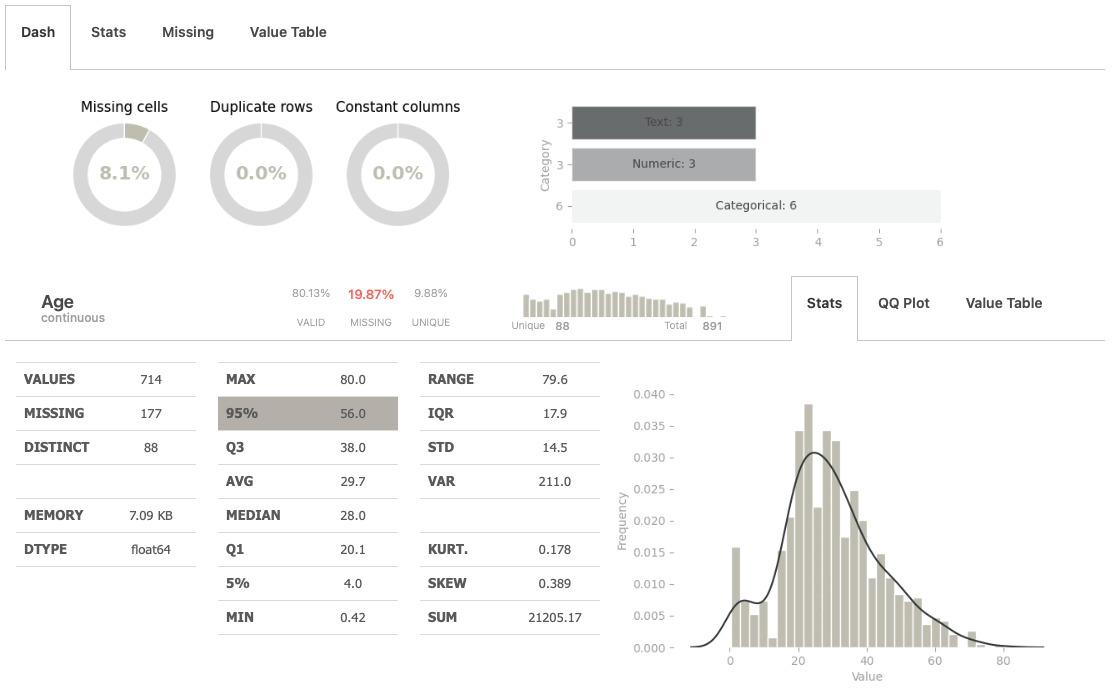 Dash Stats Missing Value Table
Missing cells Duplicate rows Constant columns
8.1% 0.0% 0.0%
Category
3 Text: 3
3 Numeric: 3
6 Categorical: 6
0 1 2 3 4 5 6
Age
continuous
80.13% 19.87% 9.88%
VALID MISSING UNIQUE
Unique 88 Total 891
Stats QQ Plot Value Table
VALUES 714
MISSING 177
DISTINCT 88
MEMORY 7.09 KB
DTYPE float64
MAX 80.0
95% 56.0
Q3 38.0
AVG 29.7
MEDIAN 28.0
Q1 20.1
5% 4.0
MIN 0.42
RANGE 79.6
IQR 17.9
STD 14.5
VAR 211.0
KURT. 0.178
SKEW 0.389
SUM 21205.17
Frequency
0.040
0.035
0.030
0.025
0.020
0.015
0.010
0.005
0.000
0 20 40 60 80
Value